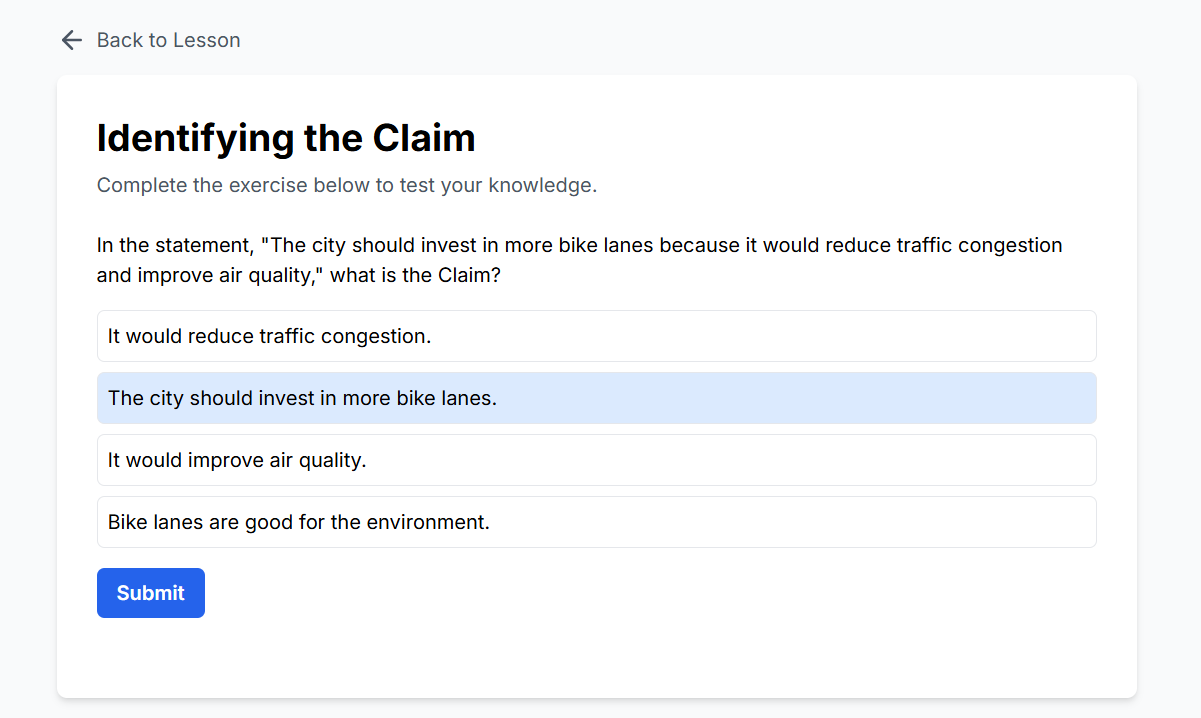 Back to Lesson
Identifying the Claim
Complete the exercise below to test your knowledge.
In the statement, "The city should invest in more bike lanes because it would reduce traffic congestion
and improve air quality," what is the Claim?
It would reduce traffic congestion.
The city should invest in more bike lanes.
It would improve air quality.
Bike lanes are good for the environment.
Submit